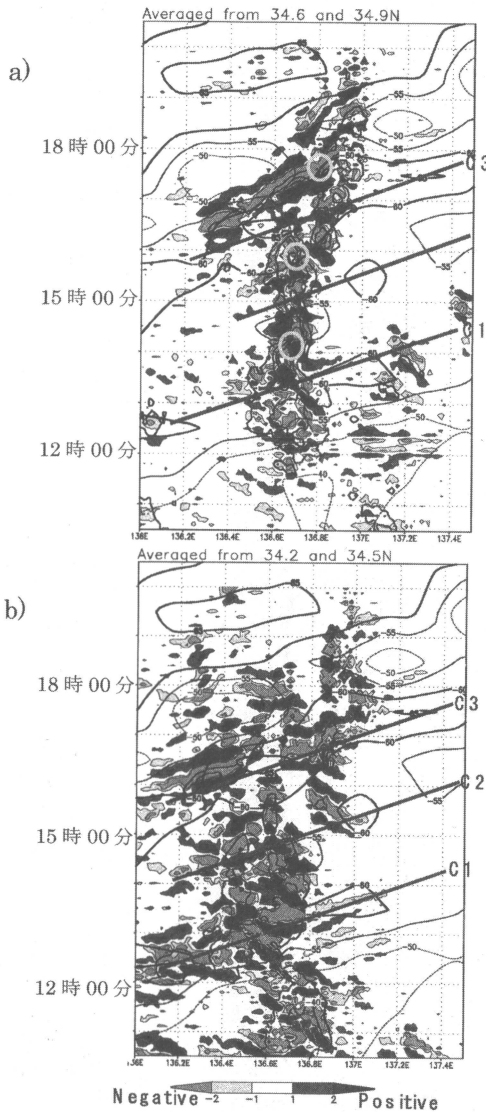 Averaged from 34.6 and 34.9N
a)
18時00分
15時00分
12時00分
C3
C1
136E 136.2E 136.4E 136.6E 136.8E 137E 137.2E 137.4E
Averaged from 34.2 and 34.5N
b)
18時00分
15時00分
12時00分
C3
C2
C1
136E 136.2E 136.4E 136.6E 136.8E 137E 137.2E 137.4E
Negative -2 -1 1 2 Positive